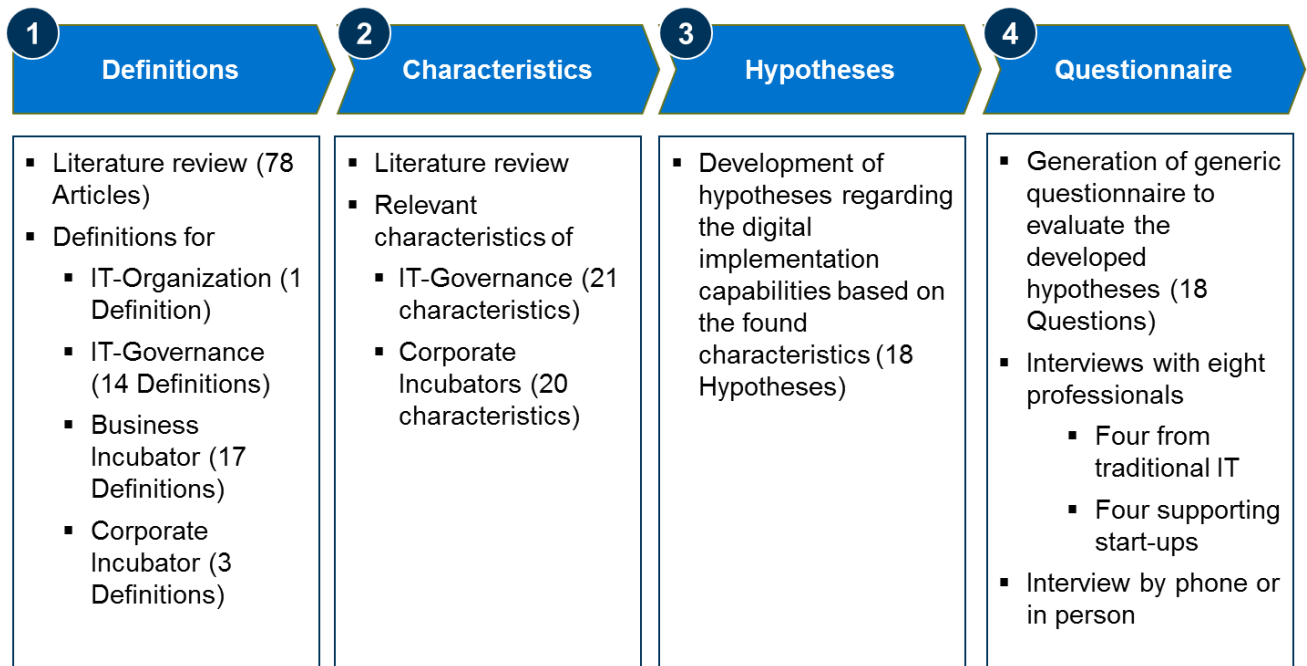 1
Definitions
▪ Literature review (78
Articles)
▪ Definitions for
▪ IT-Organization (1
Definition)
▪ IT-Governance
(14 Definitions)
▪ Business
Incubator (17
Definitions)
▪ Corporate
Incubator (3
Definitions)
2
Characteristics
▪ Literature review
▪ Relevant
characteristics of
▪ IT-Governance (21
characteristics)
▪ Corporate
Incubators (20
characteristics)
3
Hypotheses
▪ Development of
hypotheses regarding
the digital
implementation
capabilities based on
the found
characteristics (18
Hypotheses)
4
Questionnaire
▪ Generation of generic
questionnaire to
evaluate the
developed
hypotheses (18
Questions)
▪ Interviews with eight
professionals
▪ Four from
traditional IT
▪ Four supporting
start-ups
▪ Interview by phone or
in person